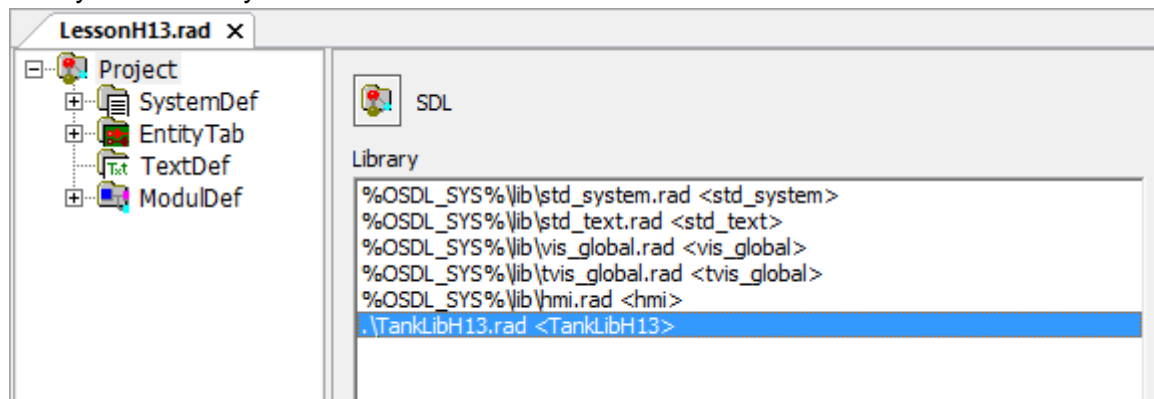 LessonH13.rad X
Project
SystemDef
EntityTab
Txt TextDef
ModulDef
SDL
Library
%OSDL_SYS%\lib\std_system.rad <std_system>
%OSDL_SYS%\lib\std_text.rad <std_text>
%OSDL_SYS%\lib\vis_global.rad <vis_global>
%OSDL_SYS%\lib\tvis_global.rad <tvis_global>
%OSDL_SYS%\lib\hmi.rad <hmi>
.\TankLibH13.rad <TankLibH13>